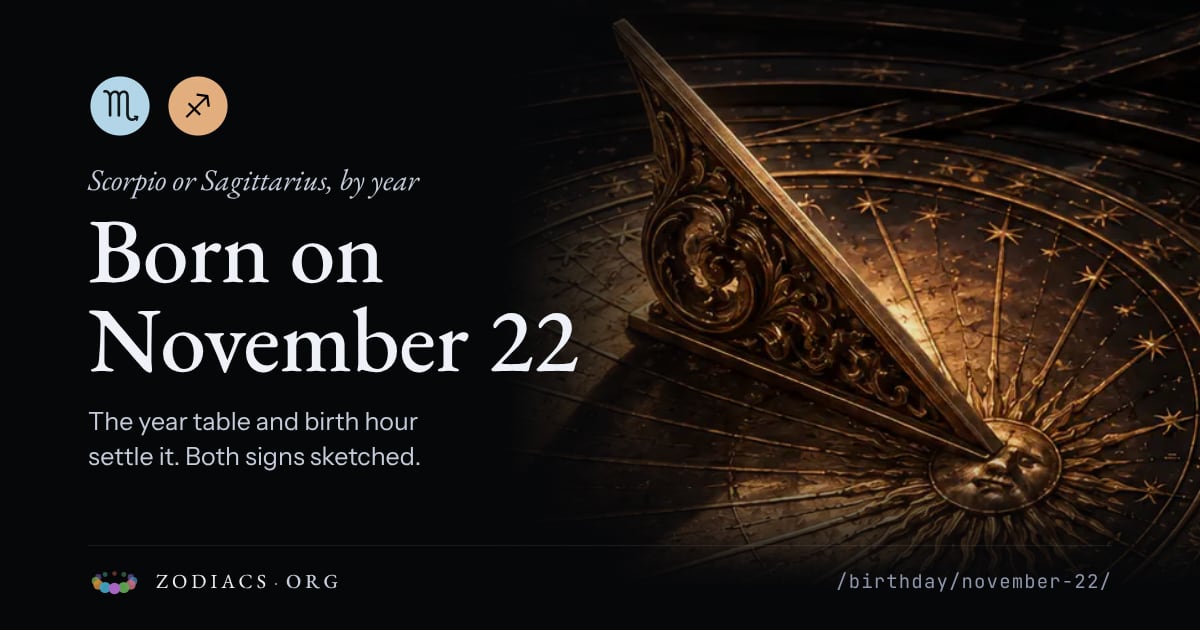 Scorpio or Sagittarius, by year
Born on
November 22
The year table and birth hour
settle it. Both signs sketched.
ZODIACS·ORG
/birthday/november-22/